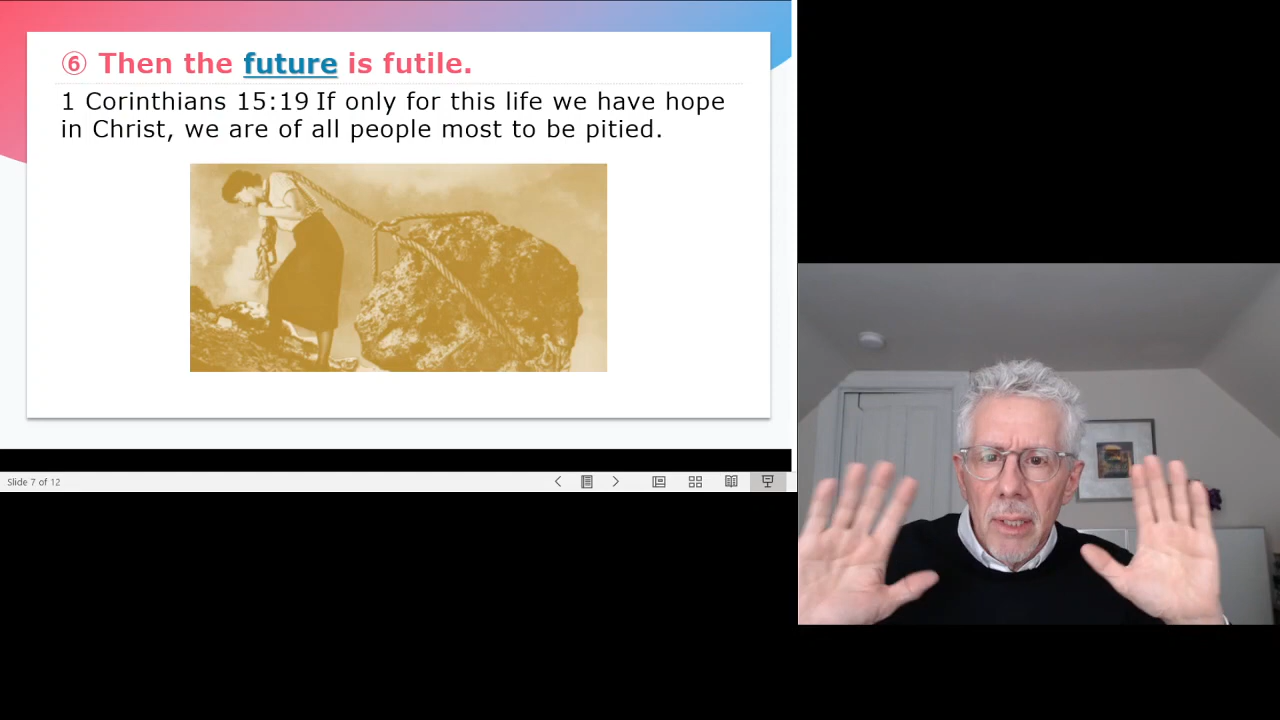 ⑥ Then the future is futile.
1 Corinthians 15:19 If only for this life we have hope
in Christ, we are of all people most to be pitied.
Slide 7 of 12